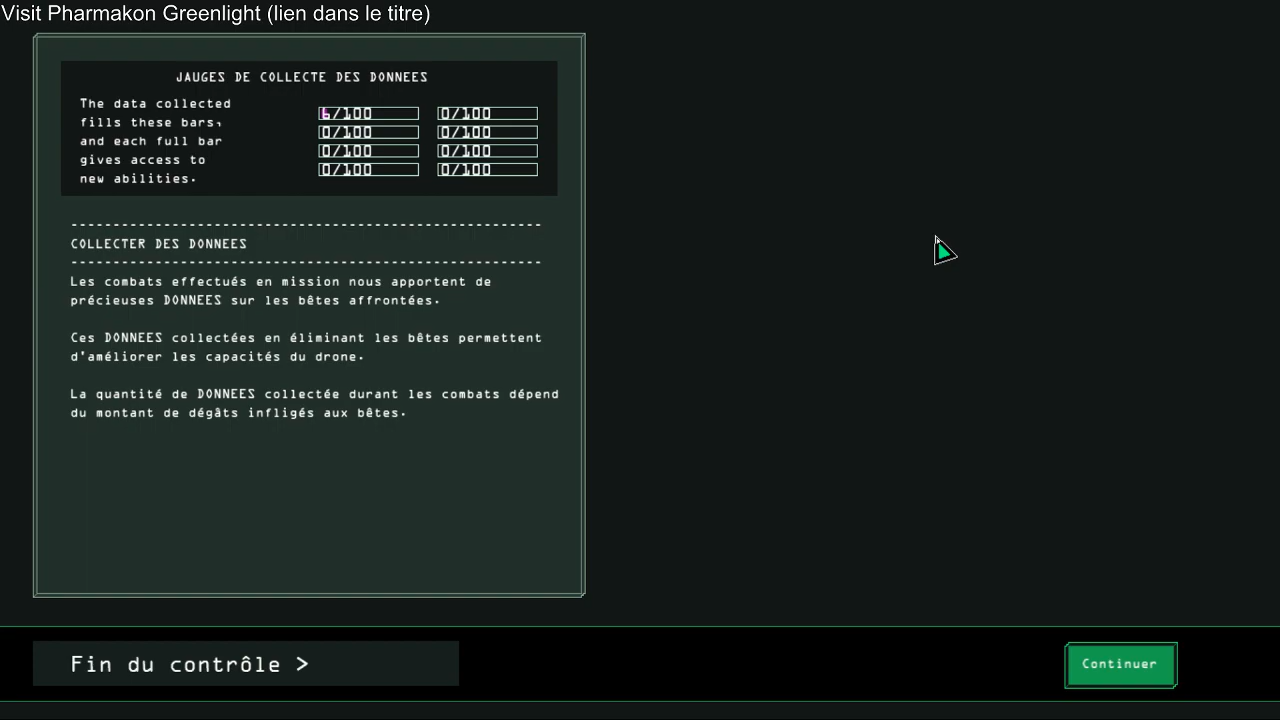 Visit Pharmakon Greenlight (lien dans le titre)
JAUGES DE COLLECTE DES DONNEES
The data collected
fills these bars,
and each full bar
gives access to
new abilities.
6/100 0/100
0/100 0/100
0/100 0/100
0/100 0/100
COLLECTER DES DONNEES
Les combats effectués en mission nous apportent de
précieuses DONNEES sur les bêtes affrontées.
Ces DONNEES collectées en éliminant les bêtes permettent
d'améliorer les capacités du drone.
La quantité de DONNEES collectée durant les combats dépend
du montant de dégâts infligés aux bêtes.
Fin du contrôle >
Continuer